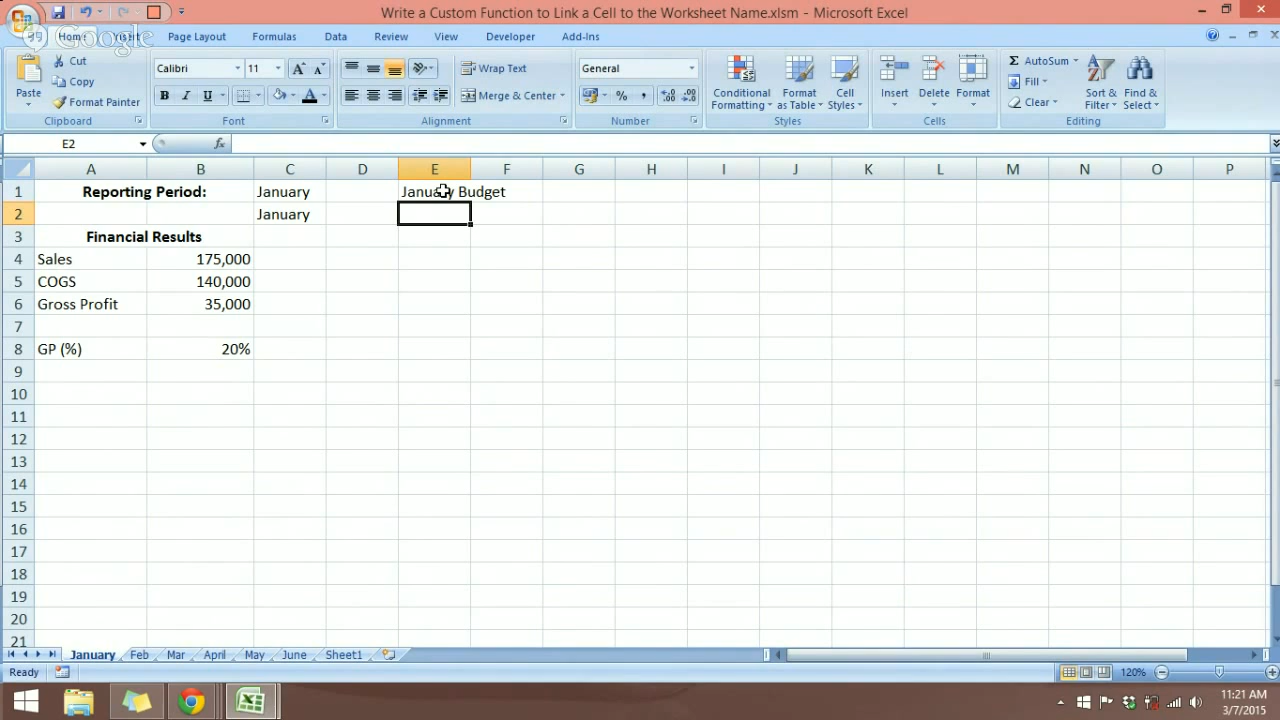 Write a Custom Function to Link a Cell to the Worksheet Name.xlsm - Microsoft Excel
Home Insert Page Layout Formulas Data Review View Developer Add-Ins
Google
Paste
Cut
Copy
Format Painter
Clipboard
Calibri 11
B I U
Font
Wrap Text
Merge & Center
Alignment
General
Number
Conditional Formatting
Format as Table
Cell Styles
Styles
Insert Delete Format
Cells
AutoSum
Fill
Clear
Sort & Filter
Find & Select
Editing
E2 fx
A B C D E F G H I J K L M N O P
1 Reporting Period: January January Budget
2 January
3 Financial Results
4 Sales 175,000
5 COGS 140,000
6 Gross Profit 35,000
7
8 GP (%) 20%
9
10
11
12
13
14
15
16
17
18
19
20
21
January Feb Mar April May June Sheet1
Ready 120%
11:21 AM
3/7/2015